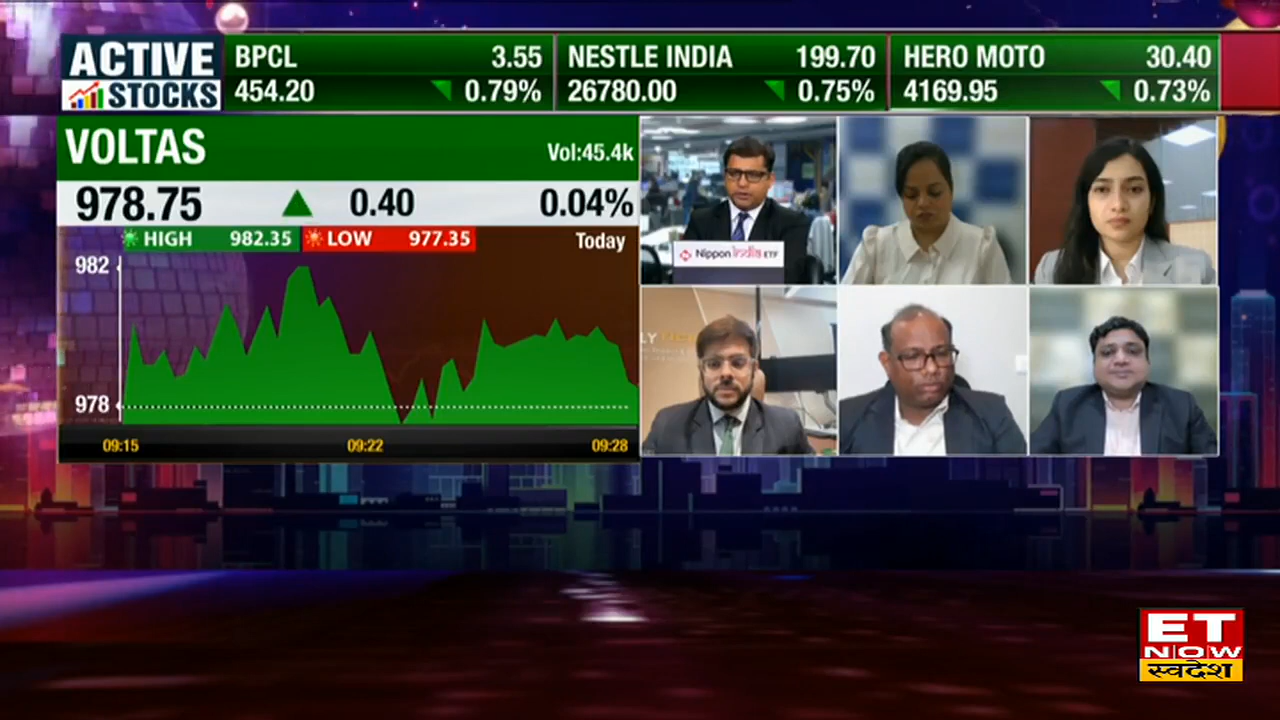 ACTIVE STOCKS
BPCL 3.55
454.20 0.79%
NESTLE INDIA 199.70
26780.00 0.75%
HERO MOTO 30.40
4169.95 0.73%
VOLTAS
Vol:45.4k
978.75 0.40 0.04%
HIGH 982.35 LOW 977.35 Today
982
978
09:15 09:22 09:28
Nippon India ETF
LY
ET
NOW
स्वदेश